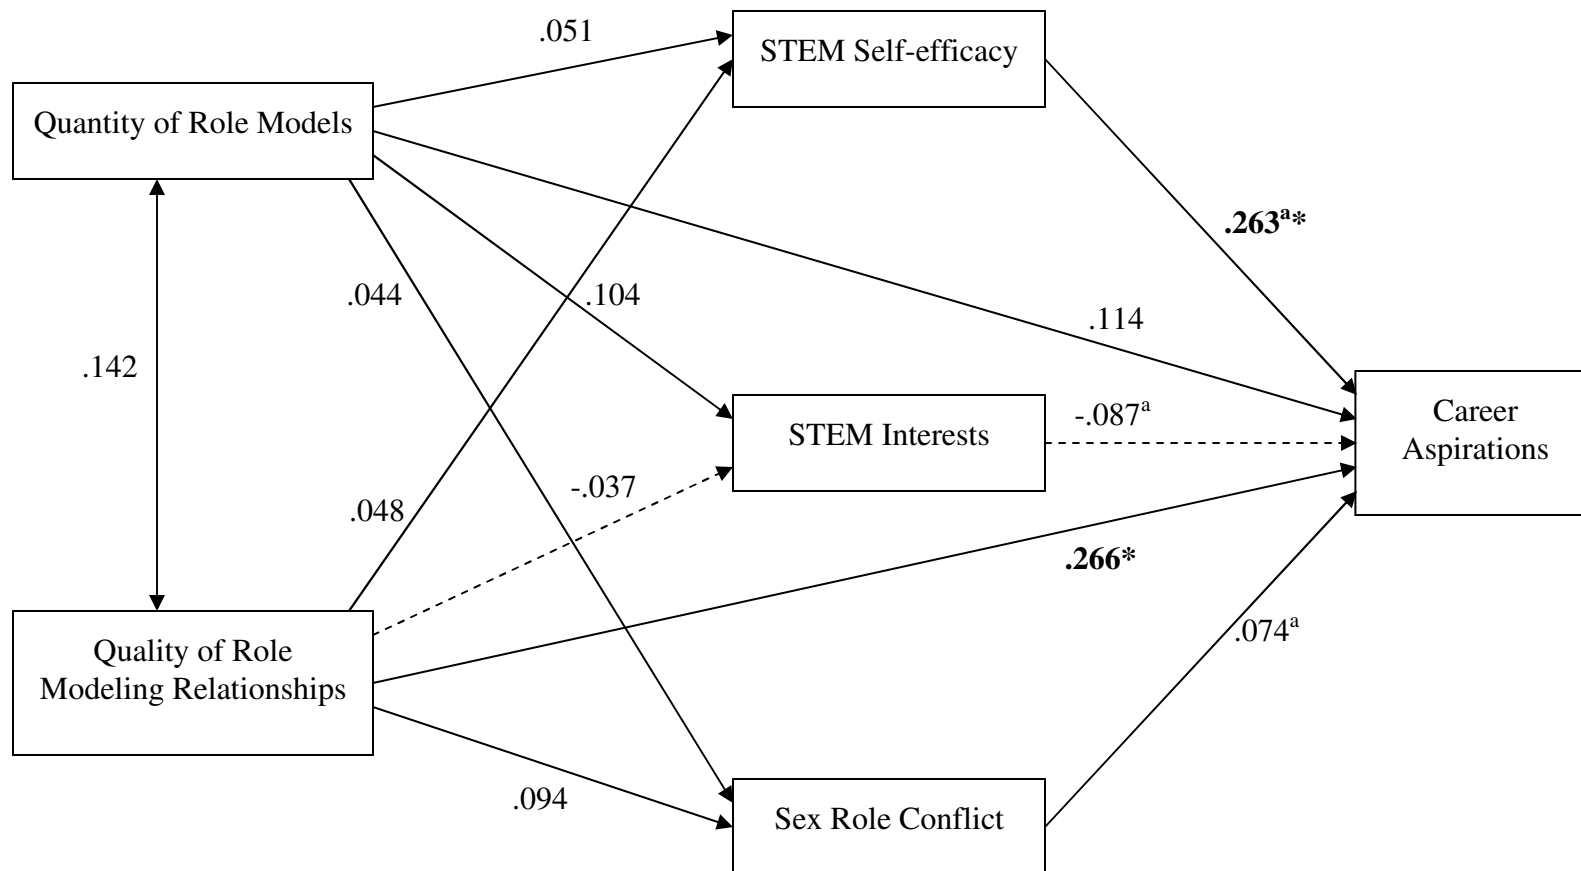 .051
STEM Self-efficacy
Quantity of Role Models
.263ᵃ*
.044
.104
.114
.142
-.087ᵃ
Career
Aspirations
STEM Interests
-.037
.048
.266*
Quality of Role
Modeling Relationships
.074ᵃ
.094
Sex Role Conflict